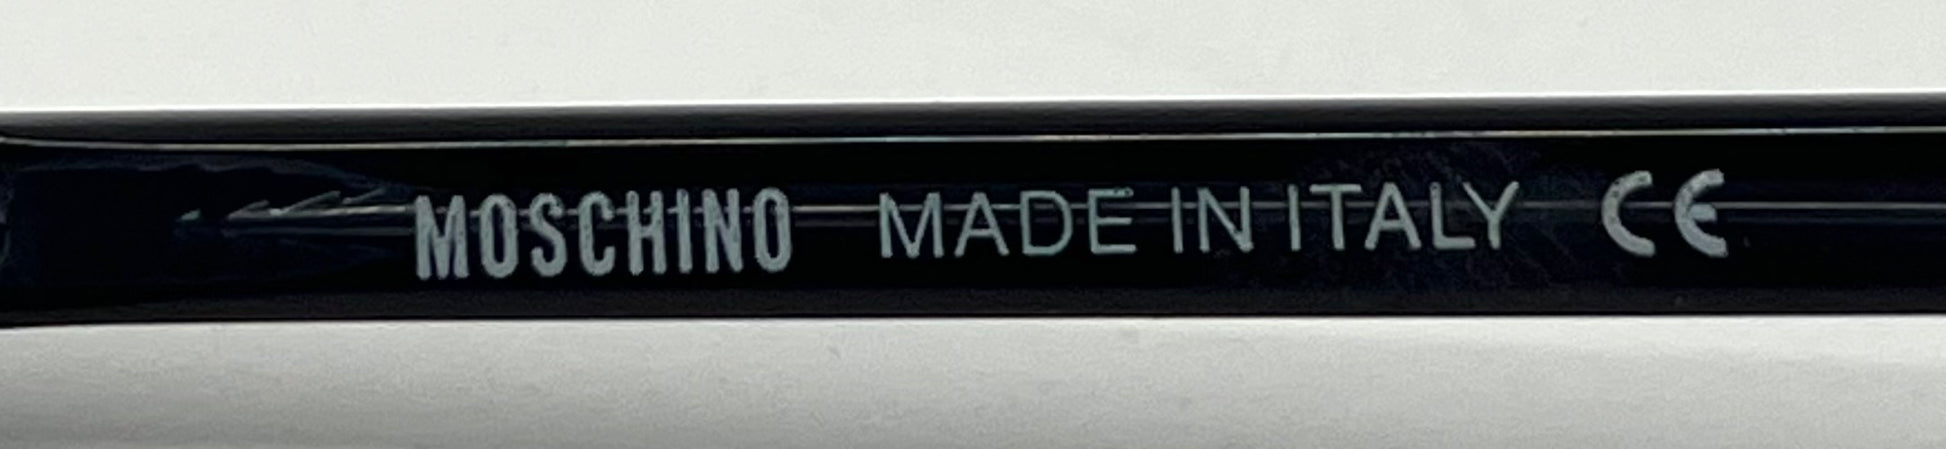 MOSCHINO MADE IN ITALY CE